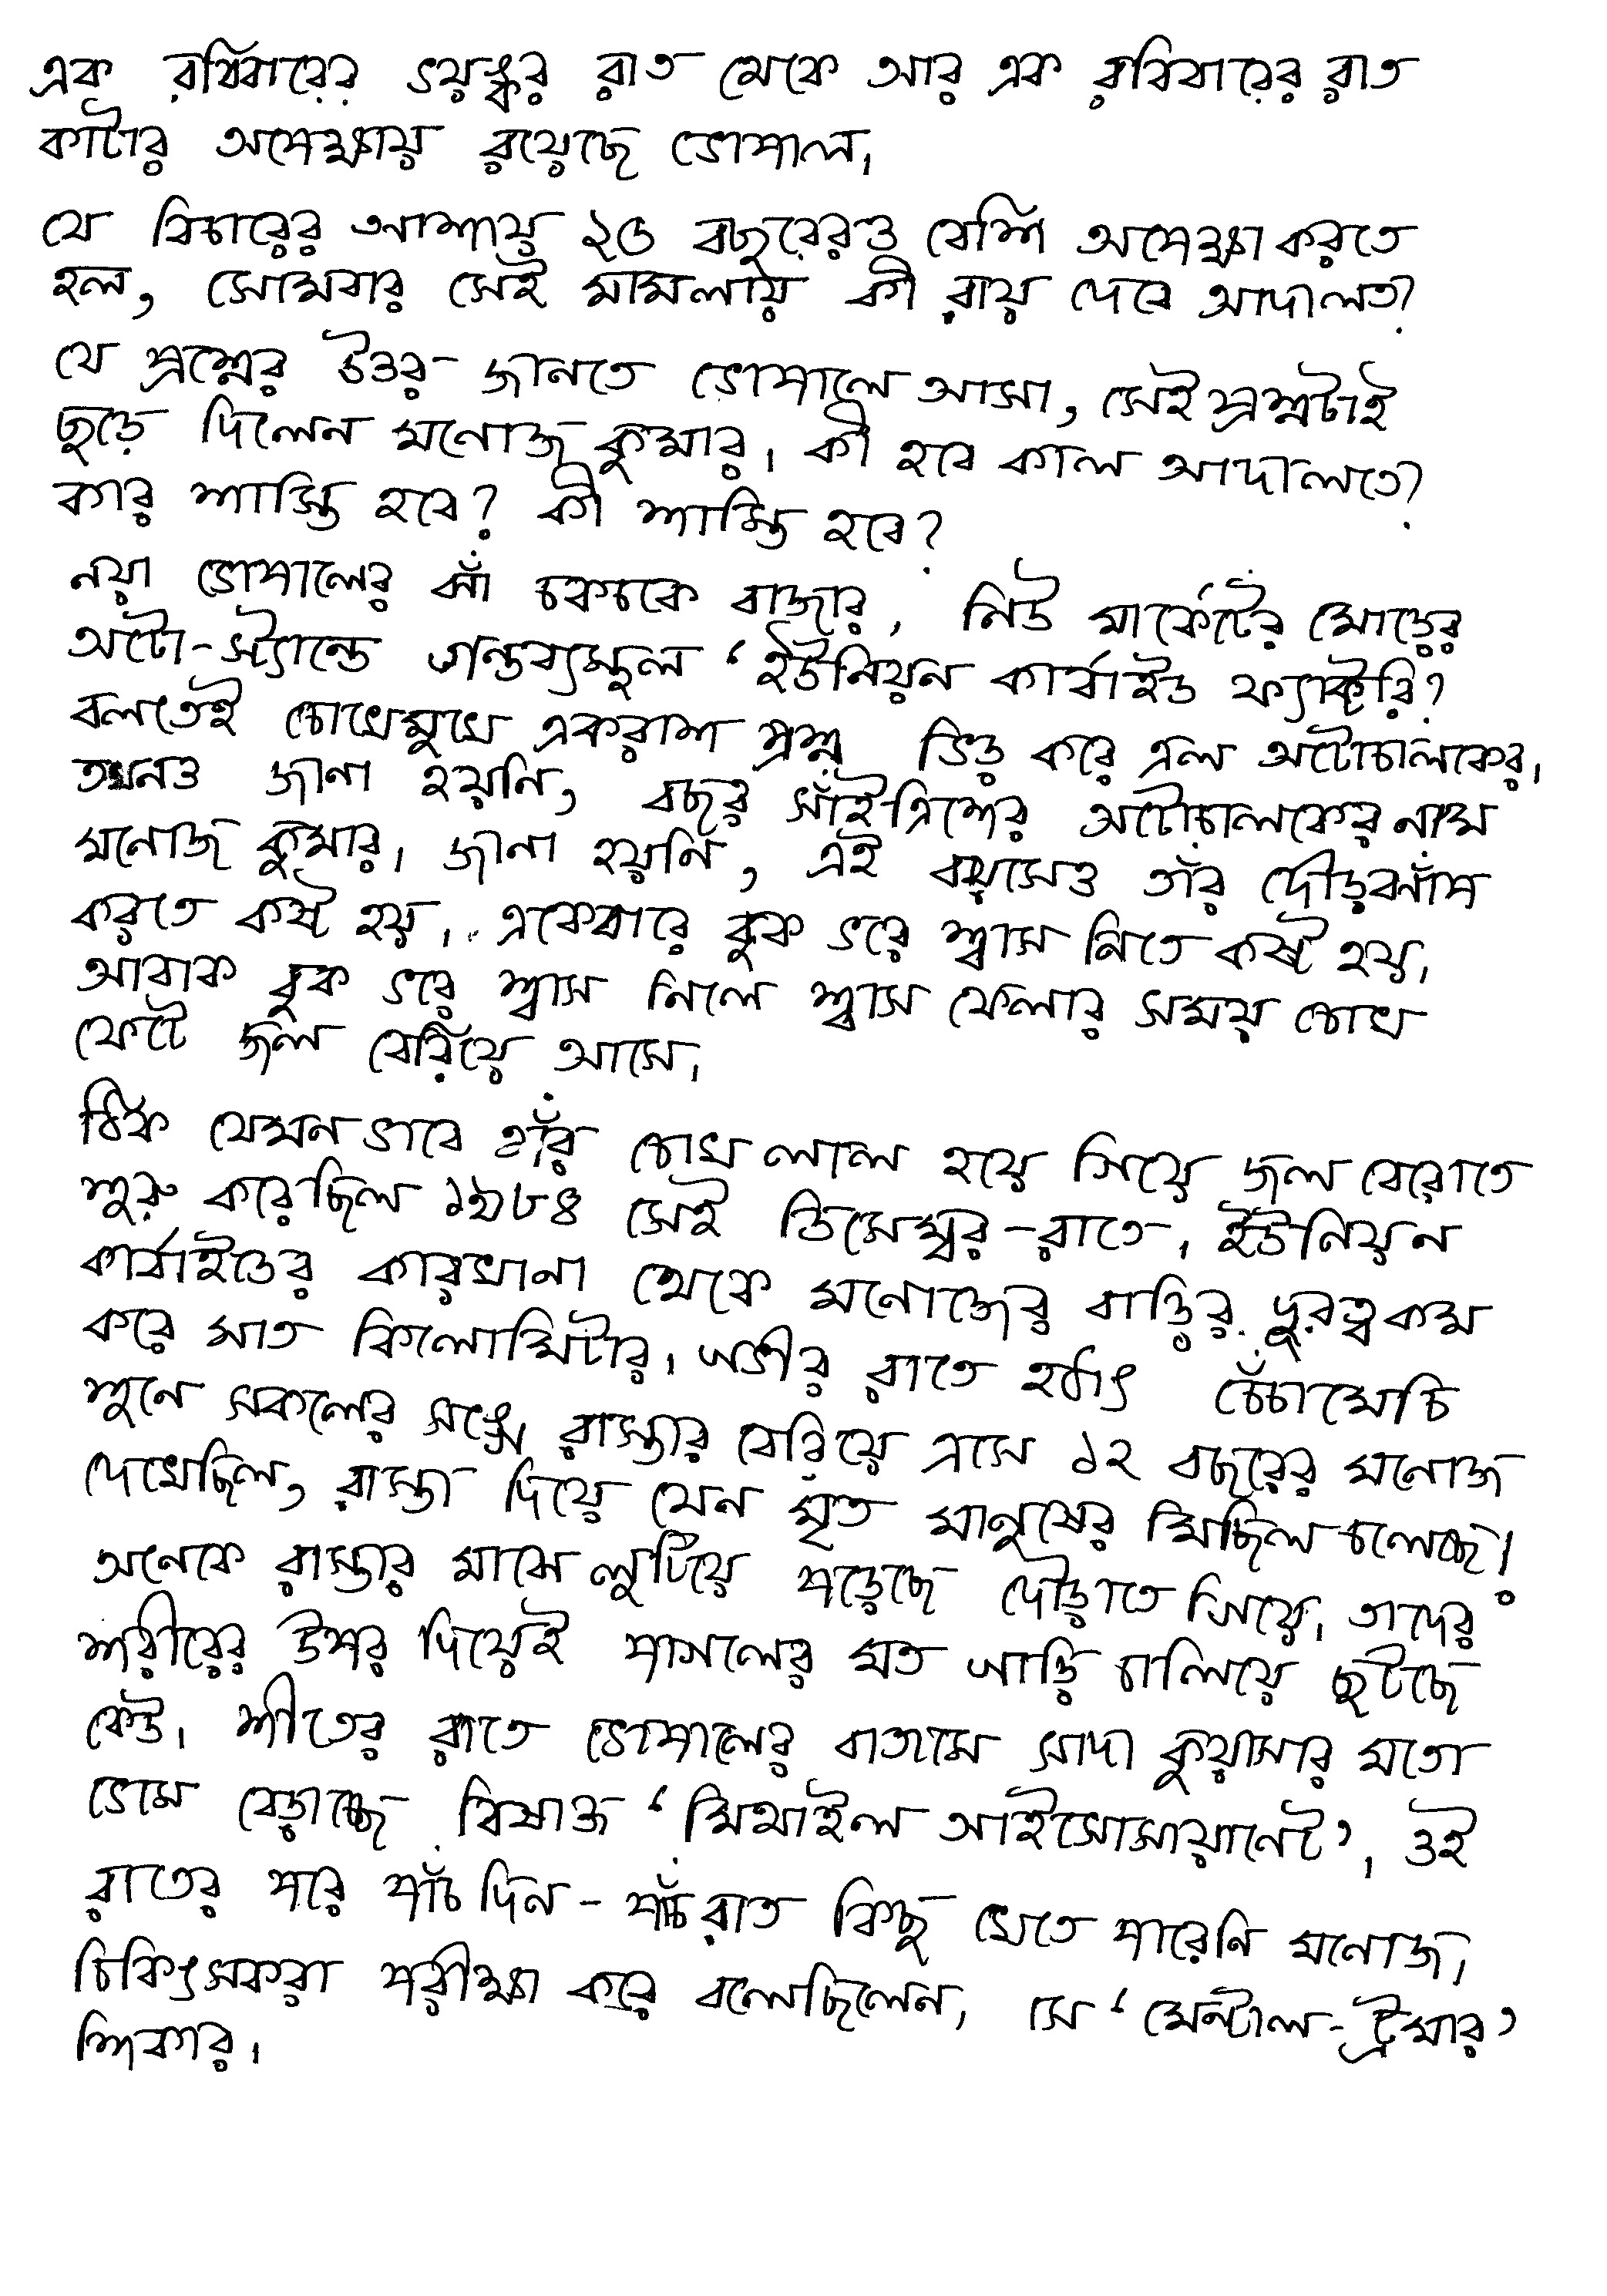 এক রবিবারের ভয়ঙ্কর রাত থেকে আর এক রবিবারের রাত
কাটার অপেক্ষায় রয়েছে ভোপাল।
যে বিচারের আশায় ২৫ বছরেরও বেশি অপেক্ষা করতে
হল, সোমবার সেই মামলায় কী রায় দেবে আদালত?
যে প্রশ্নের উত্তর জানতে ভোপালে আসা, সেই প্রশ্নটাই
ছুড়ে দিলেন মনোজ কুমার। কী হবে কাল আদালতে?
কার শাস্তি হবে? কী শাস্তি হবে?
নয়া ভোপালের ঝাঁ চকচকে বাজার, নিউ মার্কেটের মোড়ের
অটো-স্ট্যান্ডে গন্তব্যস্থল ‘ইউনিয়ন কার্বাইড ফ্যাক্টরি’
বলতেই চোখেমুখে একরাশ প্রশ্ন ভিড় করে এল অটোচালকের।
তখনও জানা হয়নি, বছর সাঁইত্রিশের অটোচালকের নাম
মনোজ কুমার। জানা হয়নি, এই বয়সেও তাঁর দৌড়ঝাঁপ
করতে কষ্ট হয়। একেবারে বুক ভরে শ্বাস নিতে কষ্ট হয়।
আবাক বুক ভরে শ্বাস নিলে শ্বাস ফেলার সময় চোখ
ফেটে জল বেরিয়ে আসে।
ঠিক যেমনভাবে তাঁর চোখ লাল হয়ে গিয়ে জল বেরোতে
শুরু করেছিল ১৯৮৪ সেই ডিসেম্বর-রাতে। ইউনিয়ন
কার্বাইডের কারখানা থেকে মনোজের বাড়ির দুরত্ব কম
করে সাত কিলোমিটার। গভীর রাতে হঠাৎ চেঁচামেচি
শুনে সকলের সঙ্গে রাস্তার বেরিয়ে এসে ১২ বছরের মনোজ
দেখেছিল, রাস্তা দিয়ে যেন মৃত মানুষের মিছিল চলেছে!
অনেকে রাস্তার মাঝে লুটিয়ে পড়েছে দৌড়াতে গিয়ে। তাদের
শরীরের উপর দিয়েই পাগলের মত গাড়ি চালিয়ে ছুটছে
কেউ। শীতের রাতে ভোপালের বাতাসে সাদা কুয়াসার মতো
ভেসে বেড়াচ্ছে বিষাক্ত ‘মিথাইল আইসোসায়ানেট’। ওই
রাতের পরে পাঁচ দিন-পাঁচ রাত কিছু খেতে পারেনি মনোজ।
চিকিৎসকরা পরীক্ষা করে বলেছিলেন, সে ‘মেন্টাল-ট্রমার’
শিকার।